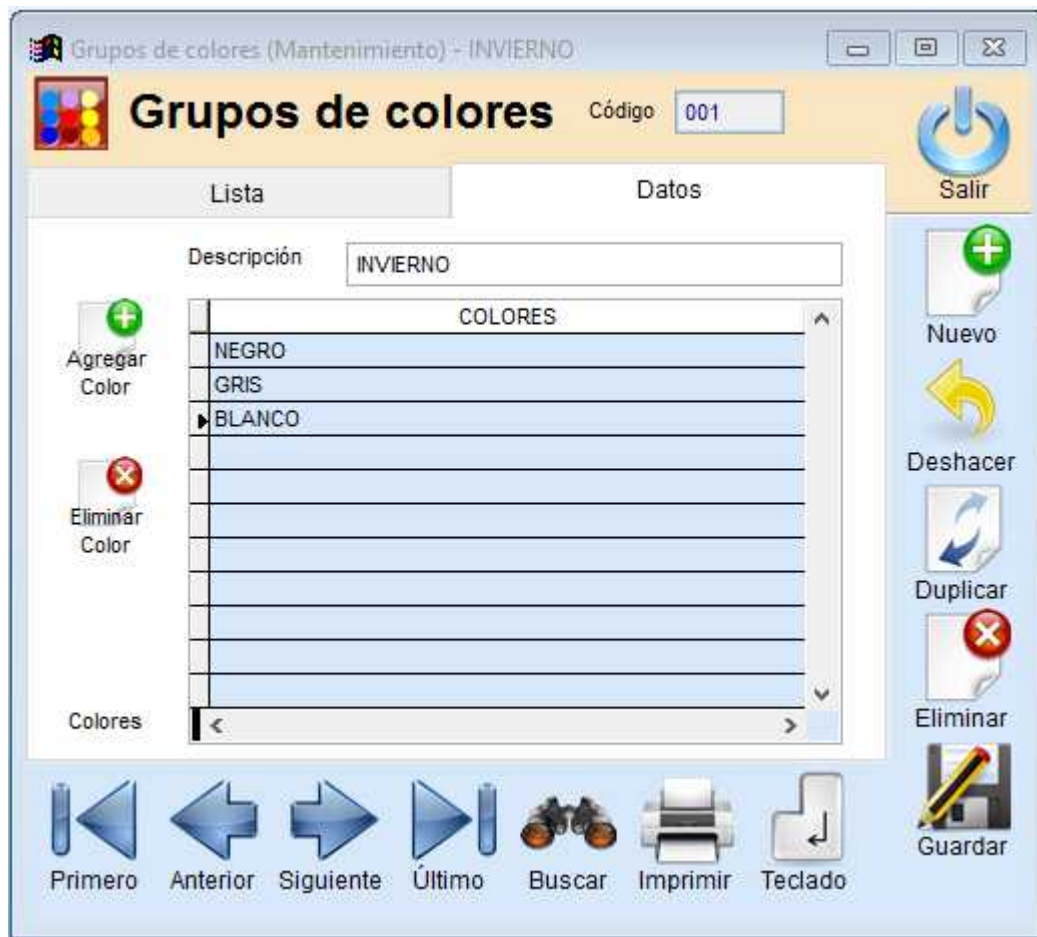 Grupos de colores (Mantenimiento) - INVIERNO
Grupos de colores Código 001
Salir
Lista Datos
Descripción INVIERNO
Nuevo
COLORES
Agregar
Color
NEGRO
GRIS
BLANCO
Deshacer
Eliminar
Color
Duplicar
Eliminar
Colores
Guardar
Primero Anterior Siguiente Último Buscar Imprimir Teclado